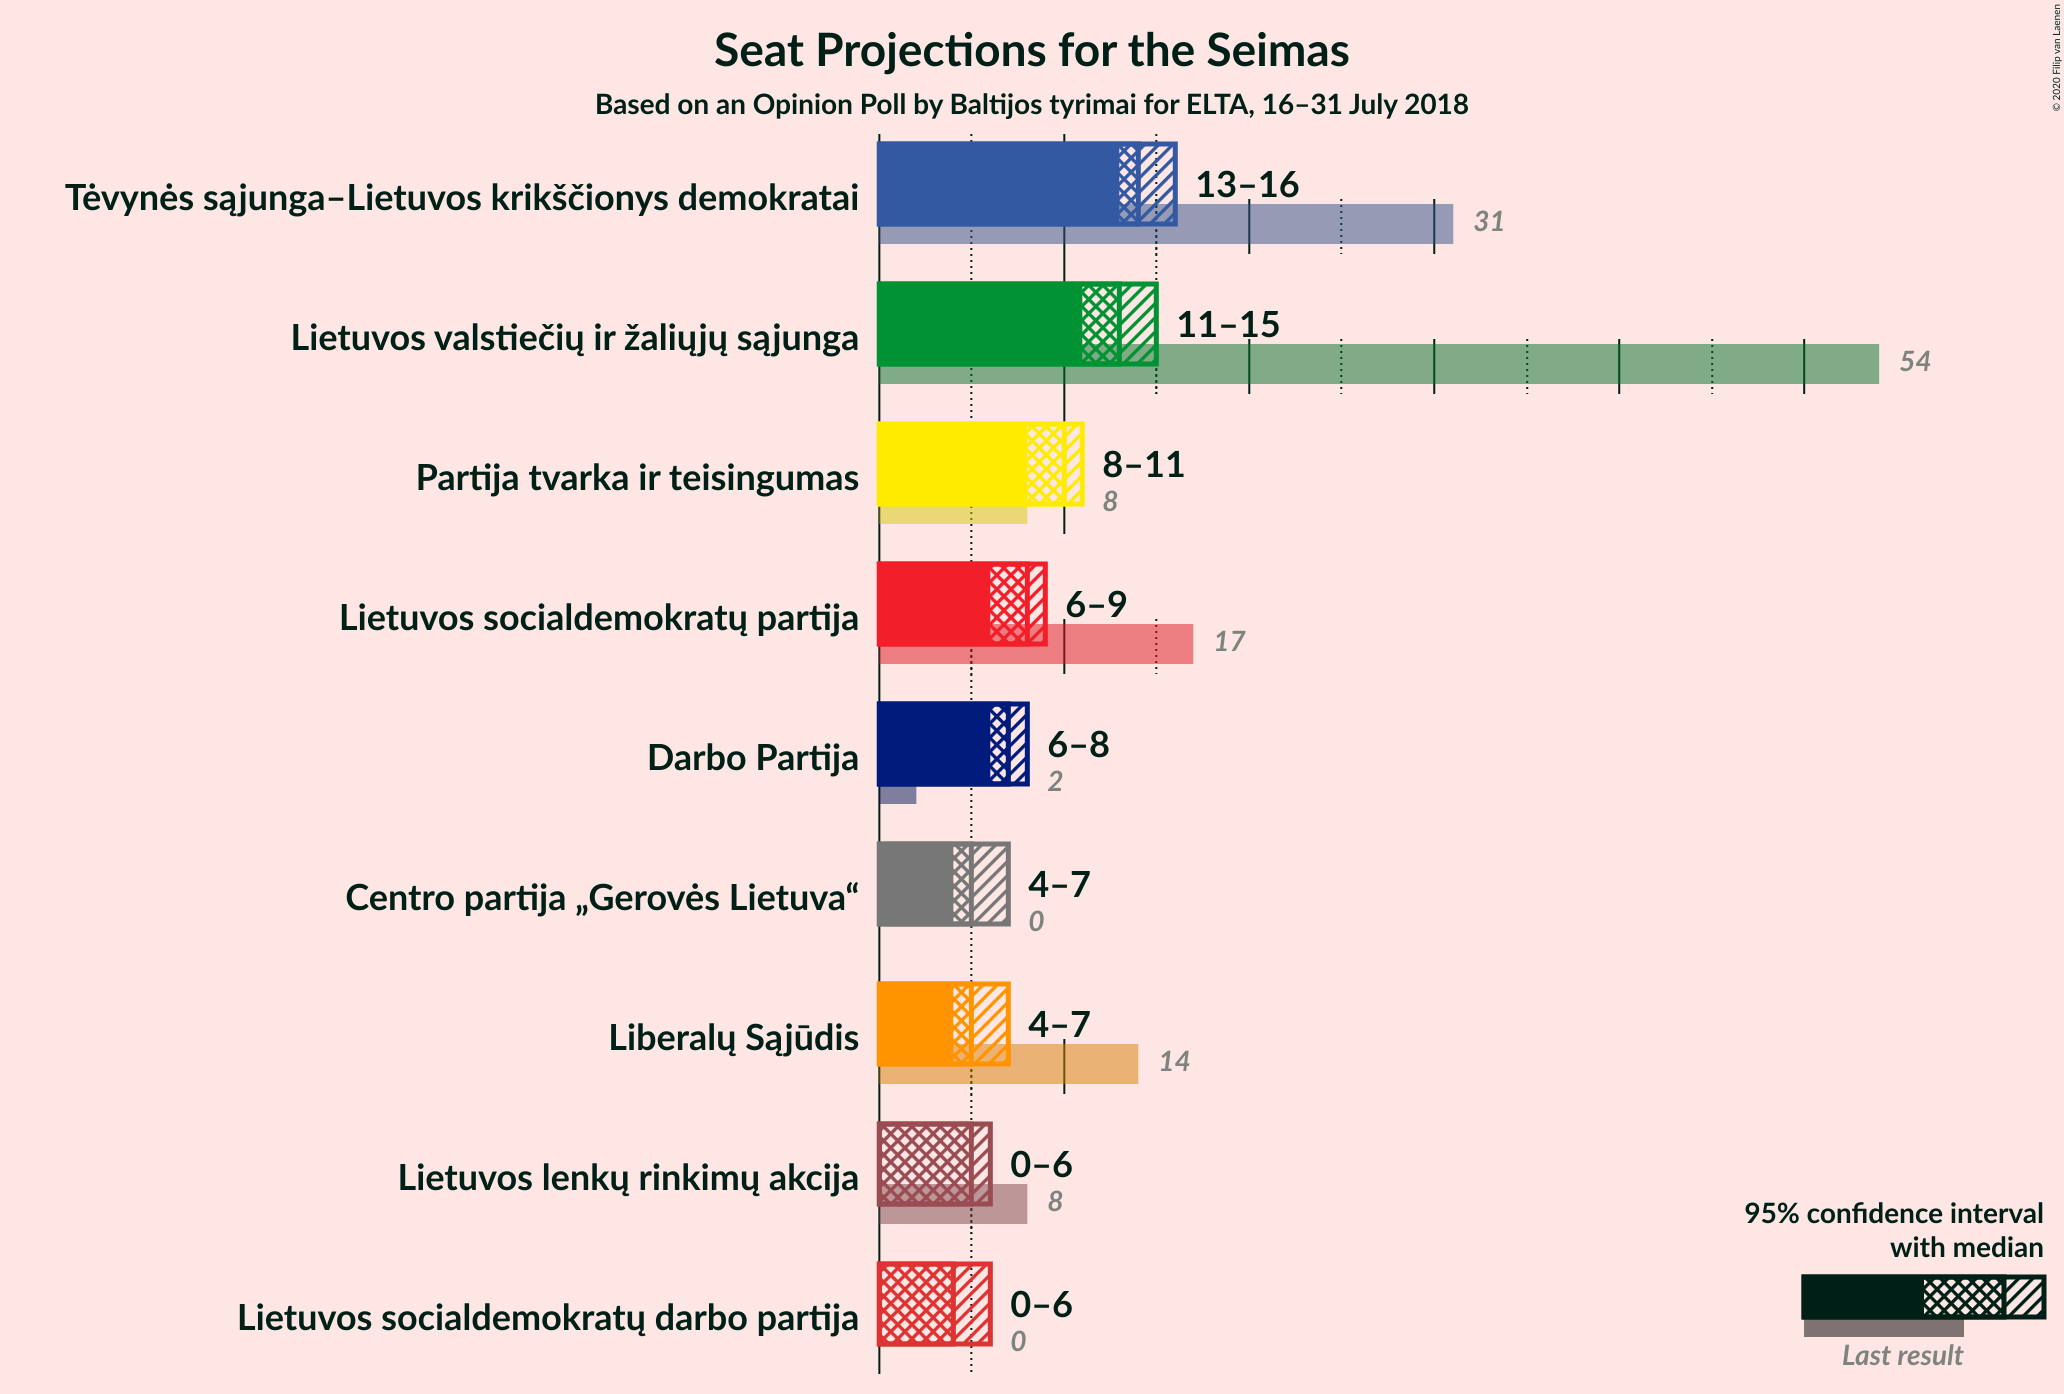 Seat Projections for the Seimas
Based on an Opinion Poll by Baltijos tyrimai for ELTA, 16–31 July 2018
© 2020 Filip van Laenen
Tėvynės sąjunga–Lietuvos krikščionys demokratai
13–16
31
Lietuvos valstiečių ir žaliųjų sąjunga
11–15
54
Partija tvarka ir teisingumas
8–11
8
Lietuvos socialdemokratų partija
6–9
17
Darbo Partija
6–8
2
Centro partija „Gerovės Lietuva“
4–7
0
Liberalų Sąjūdis
4–7
14
Lietuvos lenkų rinkimų akcija
0–6
8
Lietuvos socialdemokratų darbo partija
0–6
0
95% confidence interval
with median
Last result